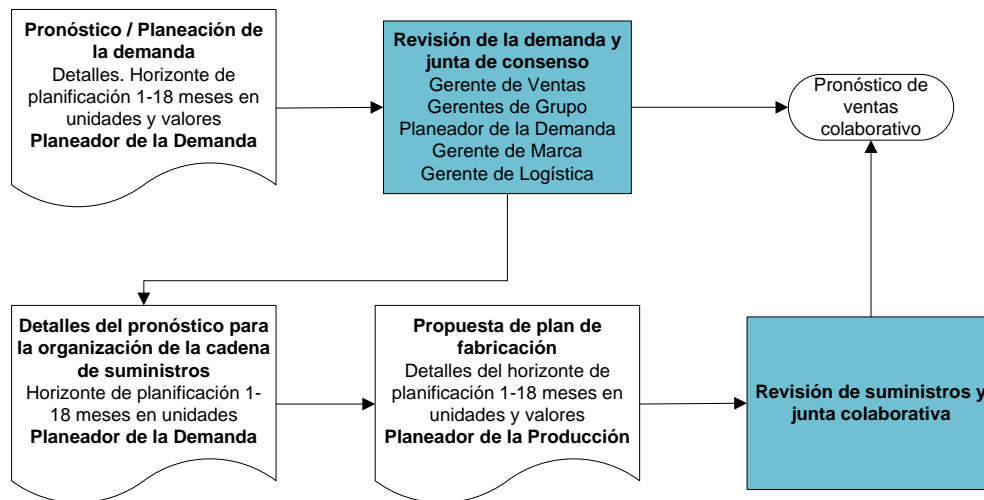 Pronóstico / Planeación de
la demanda
Detalles. Horizonte de
planificación 1-18 meses en
unidades y valores
Planeador de la Demanda
Revisión de la demanda y
junta de consenso
Gerente de Ventas
Gerentes de Grupo
Planeador de la Demanda
Gerente de Marca
Gerente de Logística
Pronóstico de
ventas
colaborativo
Detalles del pronóstico para
la organización de la cadena
de suministros
Horizonte de planificación 1-
18 meses en unidades
Planeador de la Demanda
Propuesta de plan de
fabricación
Detalles del horizonte de
planificación 1-18 meses en
unidades y valores
Planeador de la Producción
Revisión de suministros y
junta colaborativa